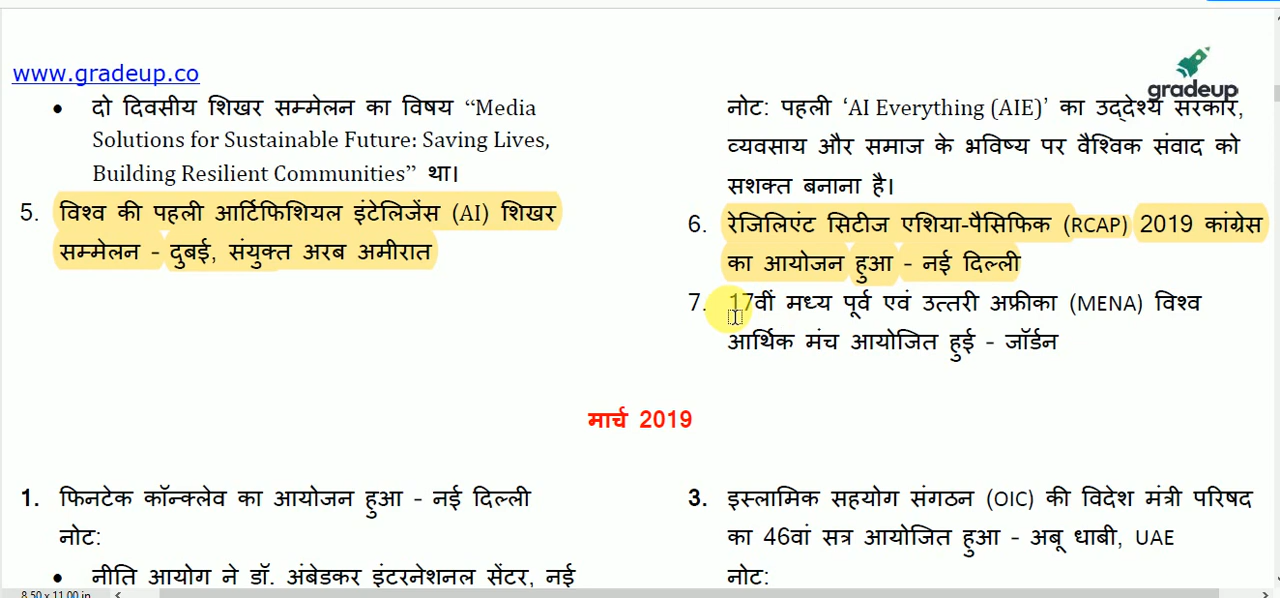 www.gradeup.co
gradeup
• दो दिवसीय शिखर सम्मेलन का विषय “Media
Solutions for Sustainable Future: Saving Lives,
Building Resilient Communities” था।
5. विश्व की पहली आर्टिफिशियल इंटेलिजेंस (AI) शिखर
सम्मेलन - दुबई, संयुक्त अरब अमीरात
नोट: पहली ‘AI Everything (AIE)’ का उद्देश्य सरकार,
व्यवसाय और समाज के भविष्य पर वैश्विक संवाद को
सशक्त बनाना है।
6. रेजिलिएंट सिटीज एशिया-पैसिफिक (RCAP) 2019 कांग्रेस
का आयोजन हुआ - नई दिल्ली
7. 17वीं मध्य पूर्व एवं उत्तरी अफ्रीका (MENA) विश्व
आर्थिक मंच आयोजित हुई - जॉर्डन
मार्च 2019
1. फिनटेक कॉन्क्लेव का आयोजन हुआ - नई दिल्ली
नोट:
• नीति आयोग ने डॉ. अंबेडकर इंटरनेशनल सेंटर, नई
3. इस्लामिक सहयोग संगठन (OIC) की विदेश मंत्री परिषद
का 46वां सत्र आयोजित हुआ - अबू धाबी, UAE
नोट:
8.50 x 11.00 in